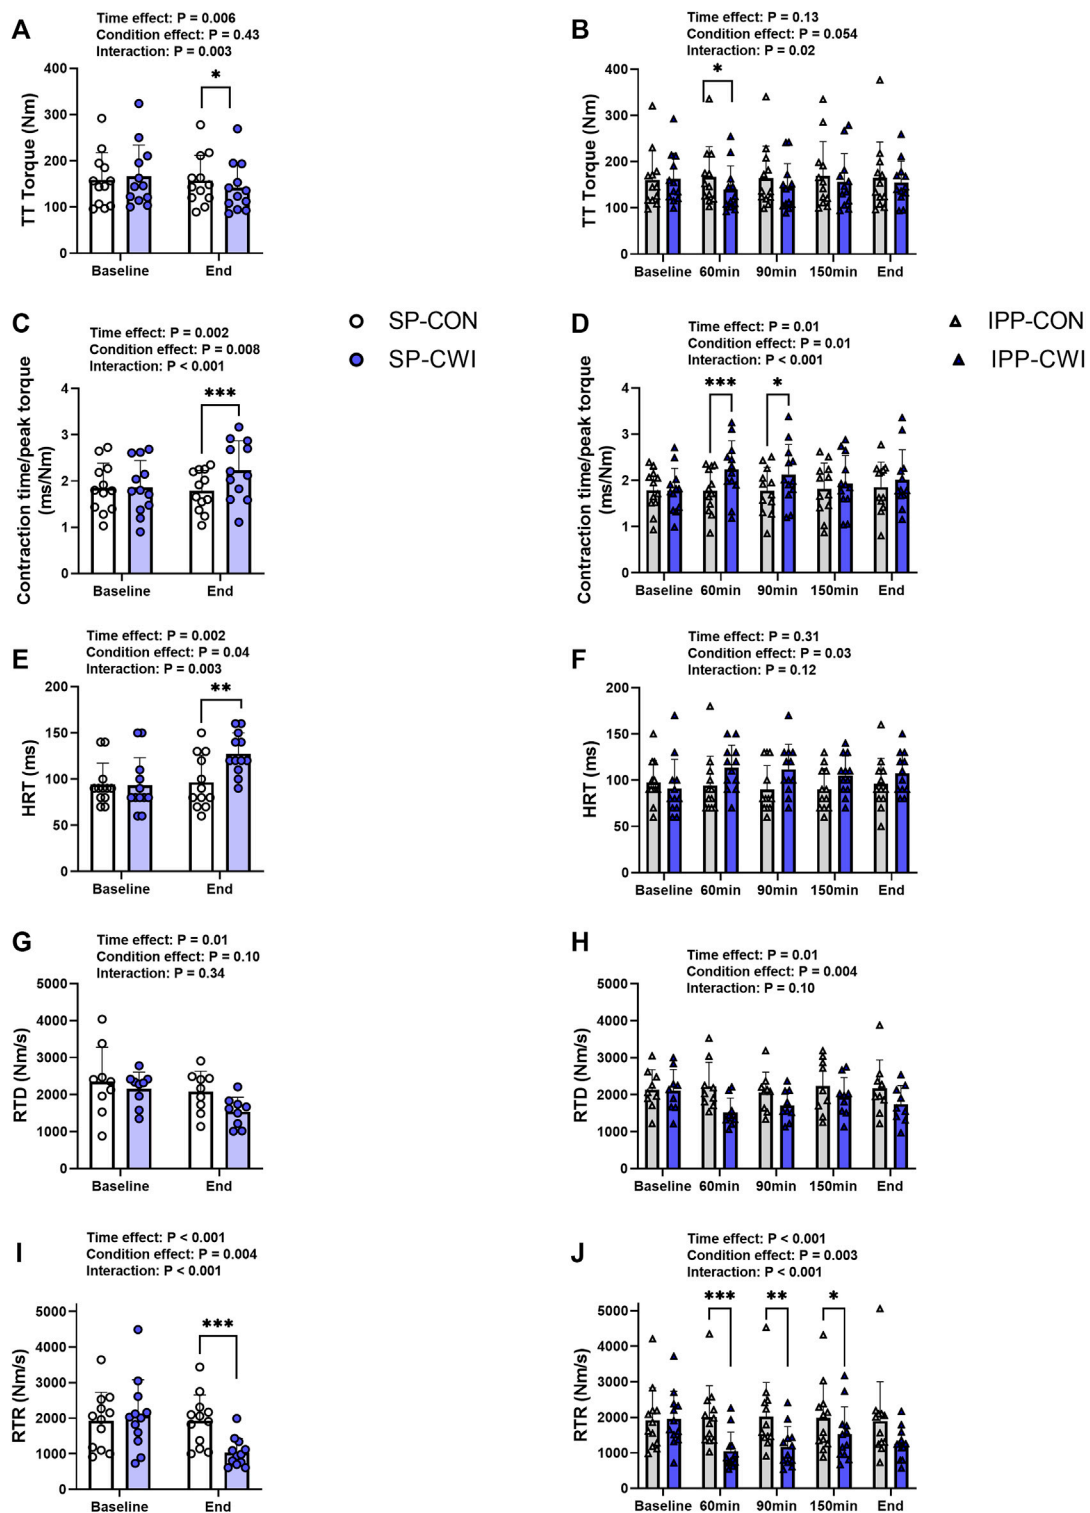 A
Time effect: P = 0.006
Condition effect: P = 0.43
Interaction: P = 0.003
TT Torque (Nm)
400
300
200
100
0
*
Baseline
End
B
Time effect: P = 0.13
Condition effect: P = 0.054
Interaction: P = 0.02
TT Torque (Nm)
400
300
200
100
0
*
Baseline
60min
90min
150min
End
C
Time effect: P = 0.002
Condition effect: P = 0.008
Interaction: P < 0.001
Contraction time/peak torque
(ms/Nm)
4
3
2
1
0
***
Baseline
End
SP-CON
SP-CWI
D
Time effect: P = 0.01
Condition effect: P = 0.01
Interaction: P < 0.001
Contraction time/peak torque
(ms/Nm)
4
3
2
1
0
***
*
Baseline
60min
90min
150min
End
IPP-CON
IPP-CWI
E
Time effect: P = 0.002
Condition effect: P = 0.04
Interaction: P = 0.003
HRT (ms)
200
150
100
50
0
**
Baseline
End
F
Time effect: P = 0.31
Condition effect: P = 0.03
Interaction: P = 0.12
HRT (ms)
200
150
100
50
0
Baseline
60min
90min
150min
End
G
Time effect: P = 0.01
Condition effect: P = 0.10
Interaction: P = 0.34
RTD (Nm/s)
5000
4000
3000
2000
1000
0
Baseline
End
H
Time effect: P = 0.01
Condition effect: P = 0.004
Interaction: P = 0.10
RTD (Nm/s)
5000
4000
3000
2000
1000
0
Baseline
60min
90min
150min
End
I
Time effect: P < 0.001
Condition effect: P = 0.004
Interaction: P < 0.001
RTR (Nm/s)
5000
4000
3000
2000
1000
0
***
Baseline
End
J
Time effect: P < 0.001
Condition effect: P = 0.003
Interaction: P < 0.001
RTR (Nm/s)
5000
4000
3000
2000
1000
0
***
**
*
Baseline
60min
90min
150min
End